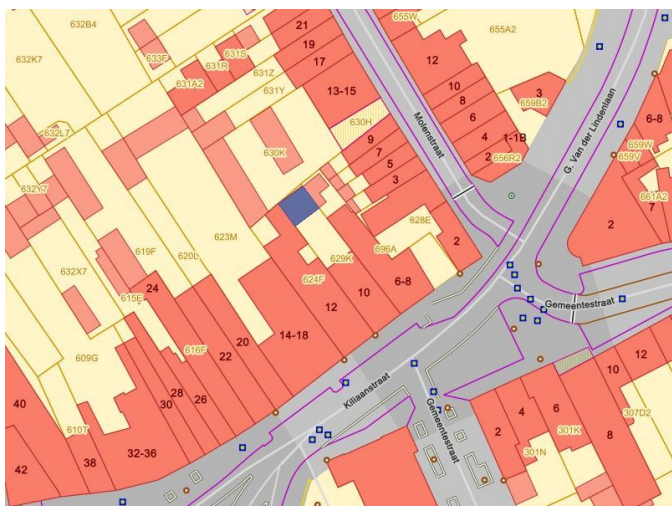 632B4
21
655W
632K7
633F
631S
19
655A2
631R
17
12
631A2
631Z
13-15
10
3
6-8
631Y
8
659B2
630H
6
632L7
9
Molenstraat
4
1-1B
659W
630K
7
656R2
659V
5
2
G. Van der Lindenlaan
632Y7
3
661A2
7
628E
2
623M
2
619F
696A
620L
629K
632X7
24
624F
6-8
615E
10
Gemeentestraat
12
14-18
20
616F
22
609G
10
12
28
Kiliaanstraat
6
307D2
40
30
26
4
301K
610T
2
8
32-36
Gemeentestraat
42
38
301N